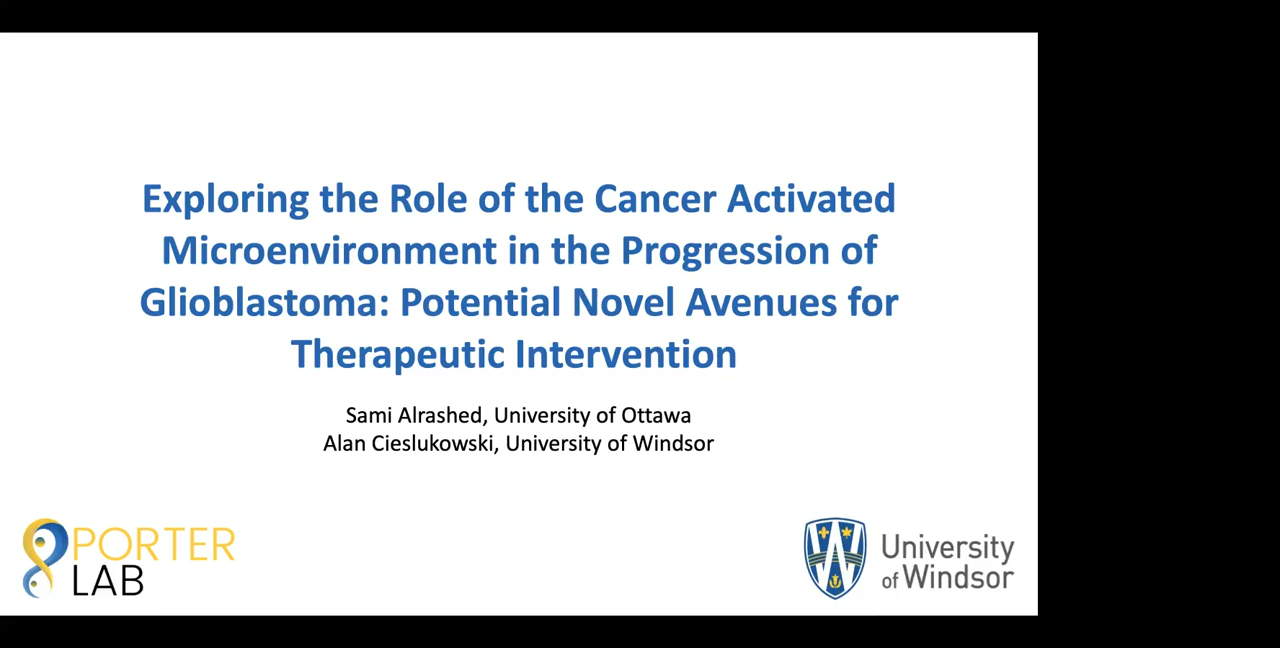 Exploring the Role of the Cancer Activated
Microenvironment in the Progression of
Glioblastoma: Potential Novel Avenues for
Therapeutic Intervention
Sami Alrashed, University of Ottawa
Alan Cieslukowski, University of Windsor
PORTER
LAB
University
of Windsor